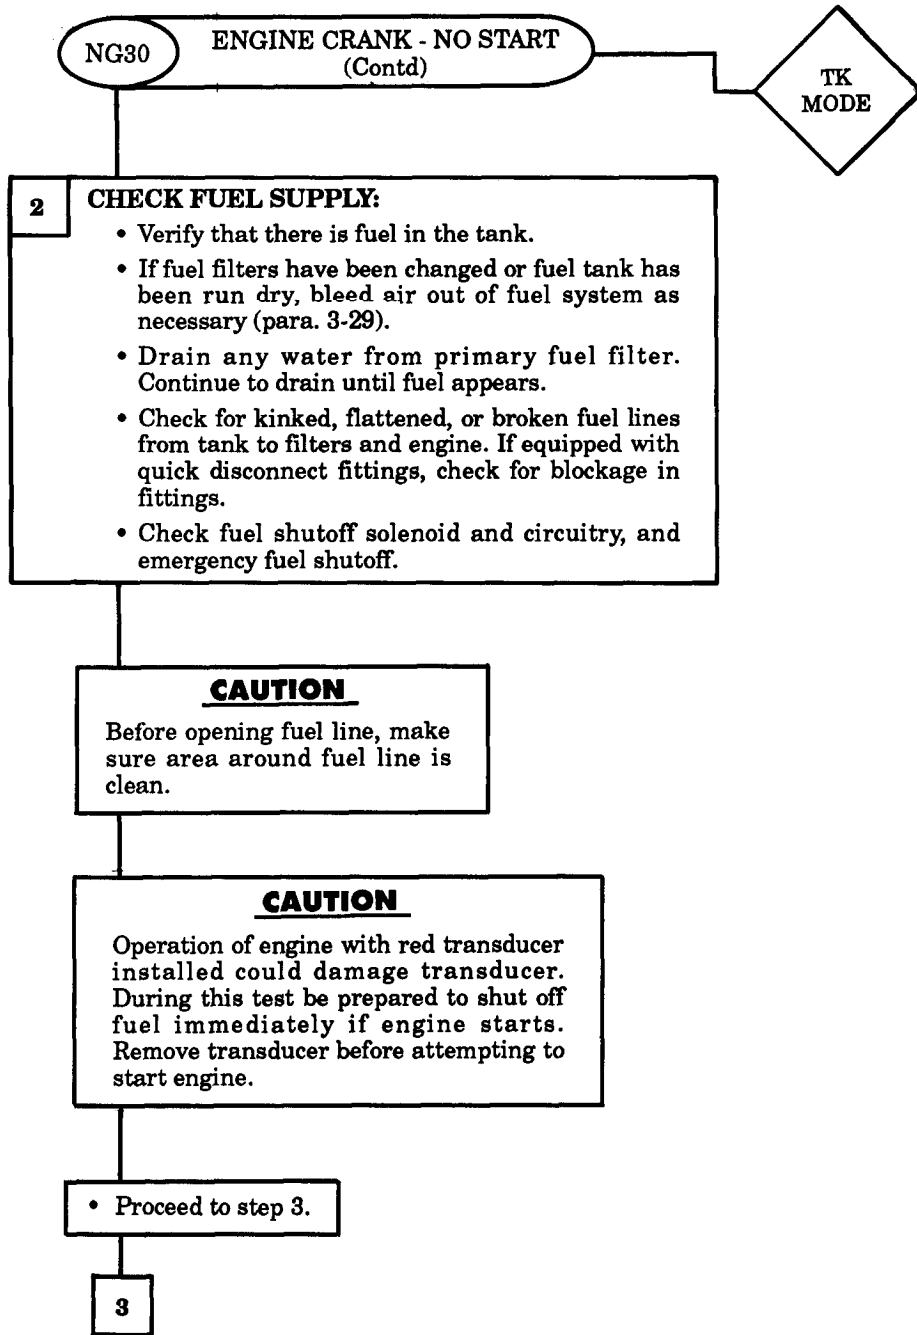 NG30
ENGINE CRANK - NO START
(Contd)
TK
MODE
2
CHECK FUEL SUPPLY:
• Verify that there is fuel in the tank.
• If fuel filters have been changed or fuel tank has
been run dry, bleed air out of fuel system as
necessary (para. 3-29).
• Drain any water from primary fuel filter.
Continue to drain until fuel appears.
• Check for kinked, flattened, or broken fuel lines
from tank to filters and engine. If equipped with
quick disconnect fittings, check for blockage in
fittings.
• Check fuel shutoff solenoid and circuitry, and
emergency fuel shutoff.
CAUTION
Before opening fuel line, make
sure area around fuel line is
clean.
CAUTION
Operation of engine with red transducer
installed could damage transducer.
During this test be prepared to shut off
fuel immediately if engine starts.
Remove transducer before attempting to
start engine.
• Proceed to step 3.
3